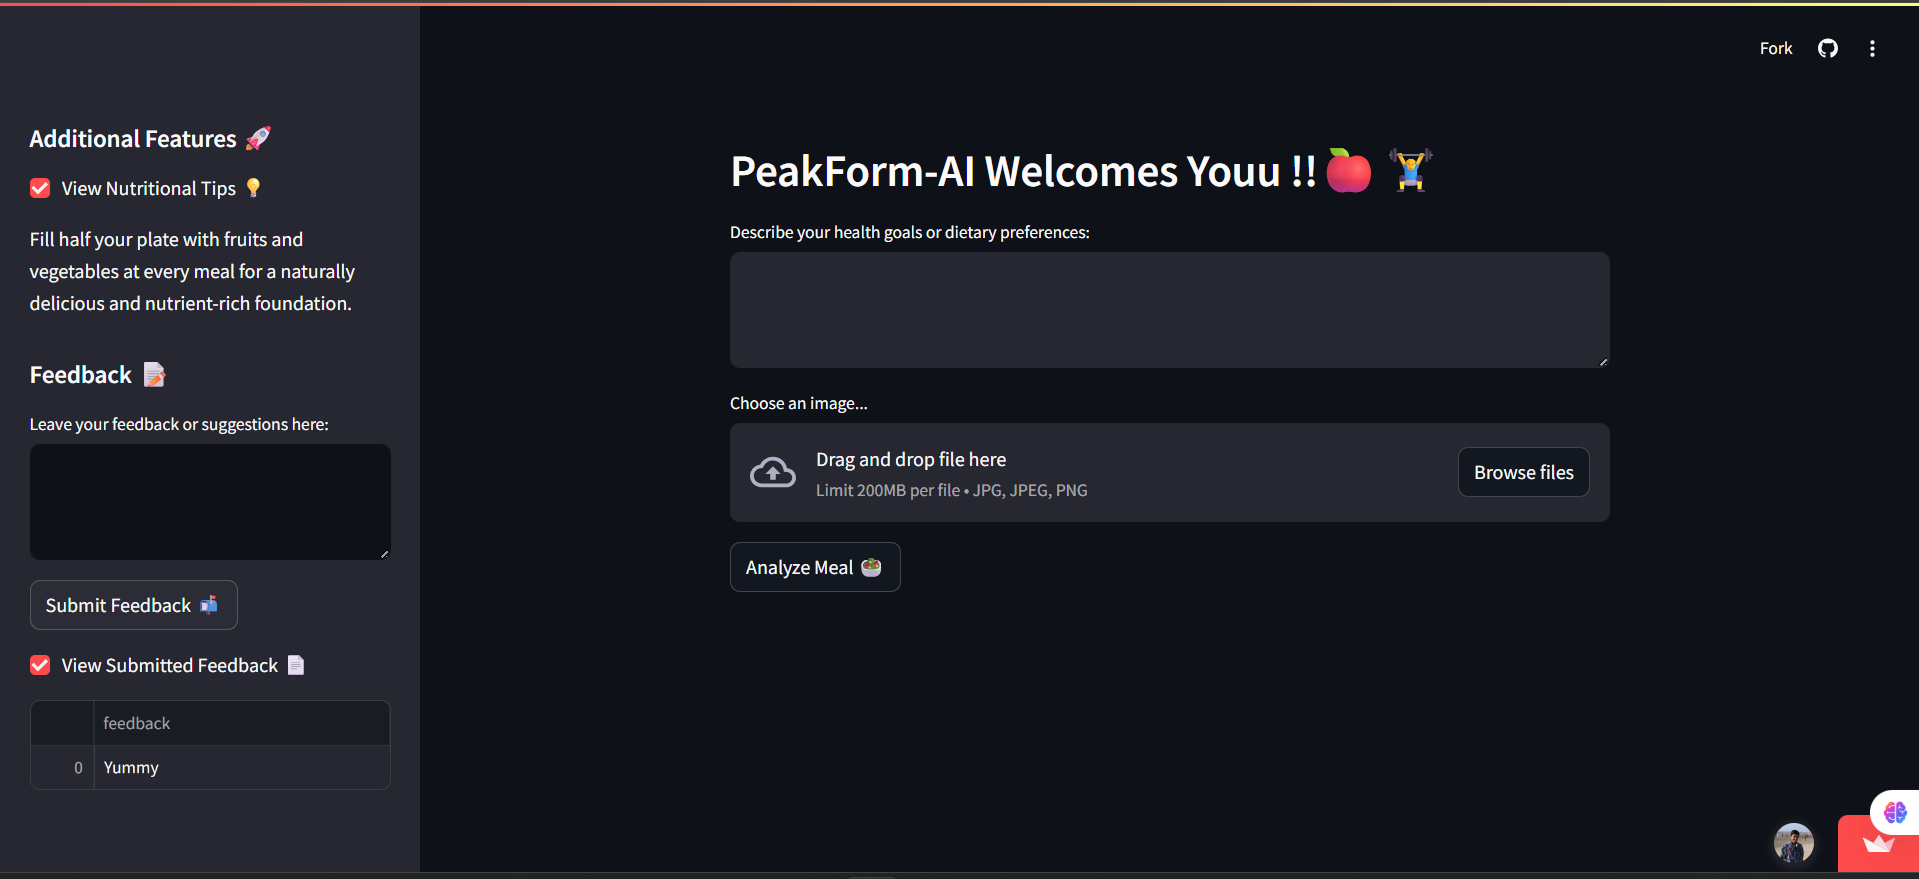 Fork
Additional Features 🚀
View Nutritional Tips 💡
Fill half your plate with fruits and
vegetables at every meal for a naturally
delicious and nutrient-rich foundation.
Feedback 📝
Leave your feedback or suggestions here:
Submit Feedback 📬
View Submitted Feedback 📄
feedback
0 Yummy
PeakForm-AI Welcomes Youu !!🍎 🏋️
Describe your health goals or dietary preferences:
Choose an image...
Drag and drop file here
Limit 200MB per file • JPG, JPEG, PNG
Browse files
Analyze Meal 🥗